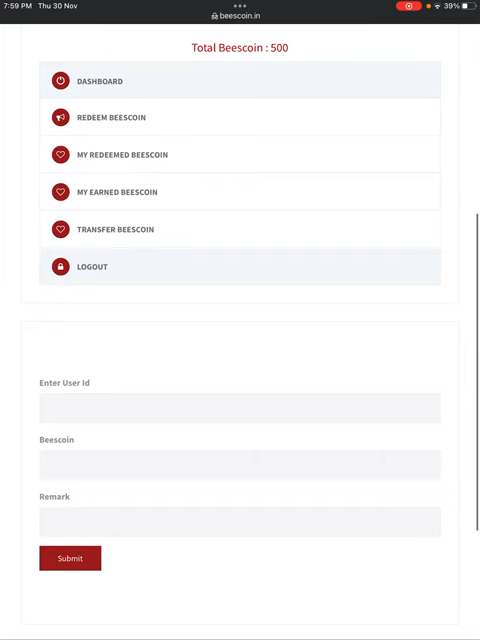 7:59 PM Thu 30 Nov
39%
beescoin.in
Total Beescoin : 500
DASHBOARD
REDEEM BEESCOIN
MY REDEEMED BEESCOIN
MY EARNED BEESCOIN
TRANSFER BEESCOIN
LOGOUT
Enter User Id
Beescoin
Remark
Submit